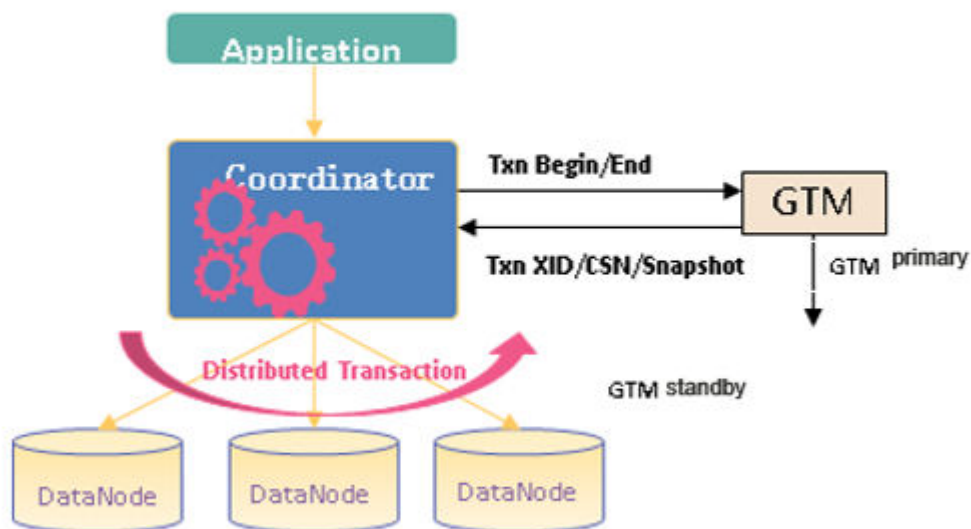 Application
Coordinator
Txn Begin/End
GTM
Txn XID/CSN/Snapshot
GTM primary
Distributed Transaction
GTM standby
DataNode
DataNode
DataNode